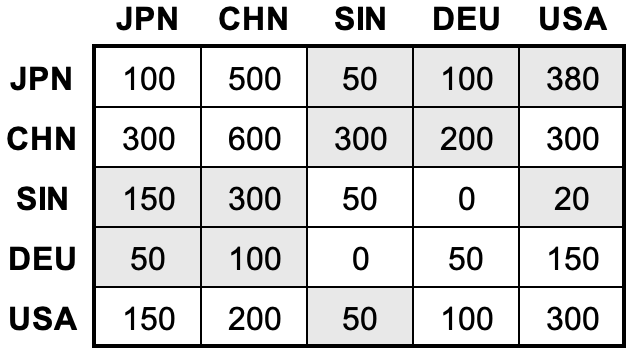 JPN CHN SIN DEU USA
JPN 100 500 50 100 380
CHN 300 600 300 200 300
SIN 150 300 50 0 20
DEU 50 100 0 50 150
USA 150 200 50 100 300